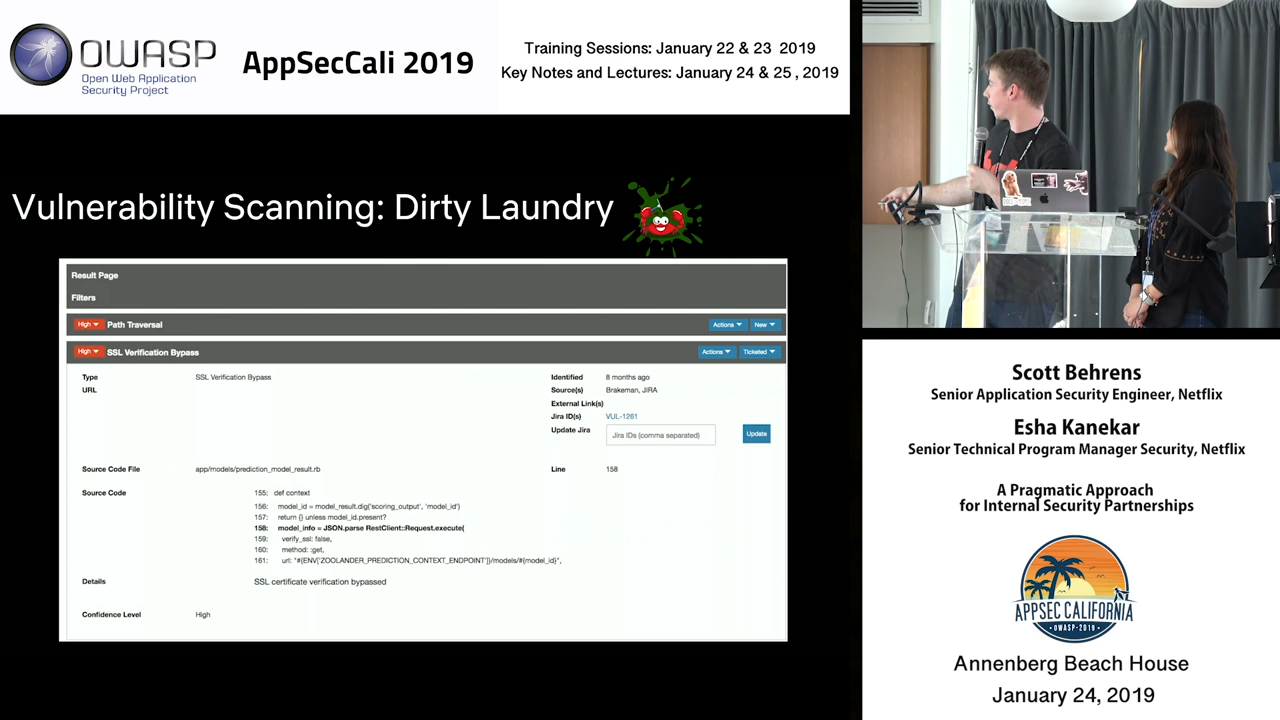 OWASP
Open Web Application
Security Project
AppSecCali 2019
Training Sessions: January 22 & 23 2019
Key Notes and Lectures: January 24 & 25 , 2019
Vulnerability Scanning: Dirty Laundry
Result Page
Filters
High Path Traversal Actions New
High SSL Verification Bypass Actions Ticketed
Type SSL Verification Bypass
URL
Identified 8 months ago
Source(s) Brakeman, JIRA
External Link(s)
Jira ID(s) VUL-1261
Update Jira Jira IDs (comma separated) Update
Source Code File app/models/prediction_model_result.rb Line 158
Source Code 155: def context
156: model_id = model_result.dig('scoring_output', 'model_id')
157: return {} unless model_id.present?
158: model_info = JSON.parse RestClient::Request.execute(
159: verify_ssl: false,
160: method: :get,
161: url: "#{ENV['ZOOLANDER_PREDICTION_CONTEXT_ENDPOINT']}/models/#{model_id}",
Details SSL certificate verification bypassed
Confidence Level High
Scott Behrens
Senior Application Security Engineer, Netflix
Esha Kanekar
Senior Technical Program Manager Security, Netflix
A Pragmatic Approach
for Internal Security Partnerships
APPSEC CALIFORNIA
OWASP-2019
Annenberg Beach House
January 24, 2019